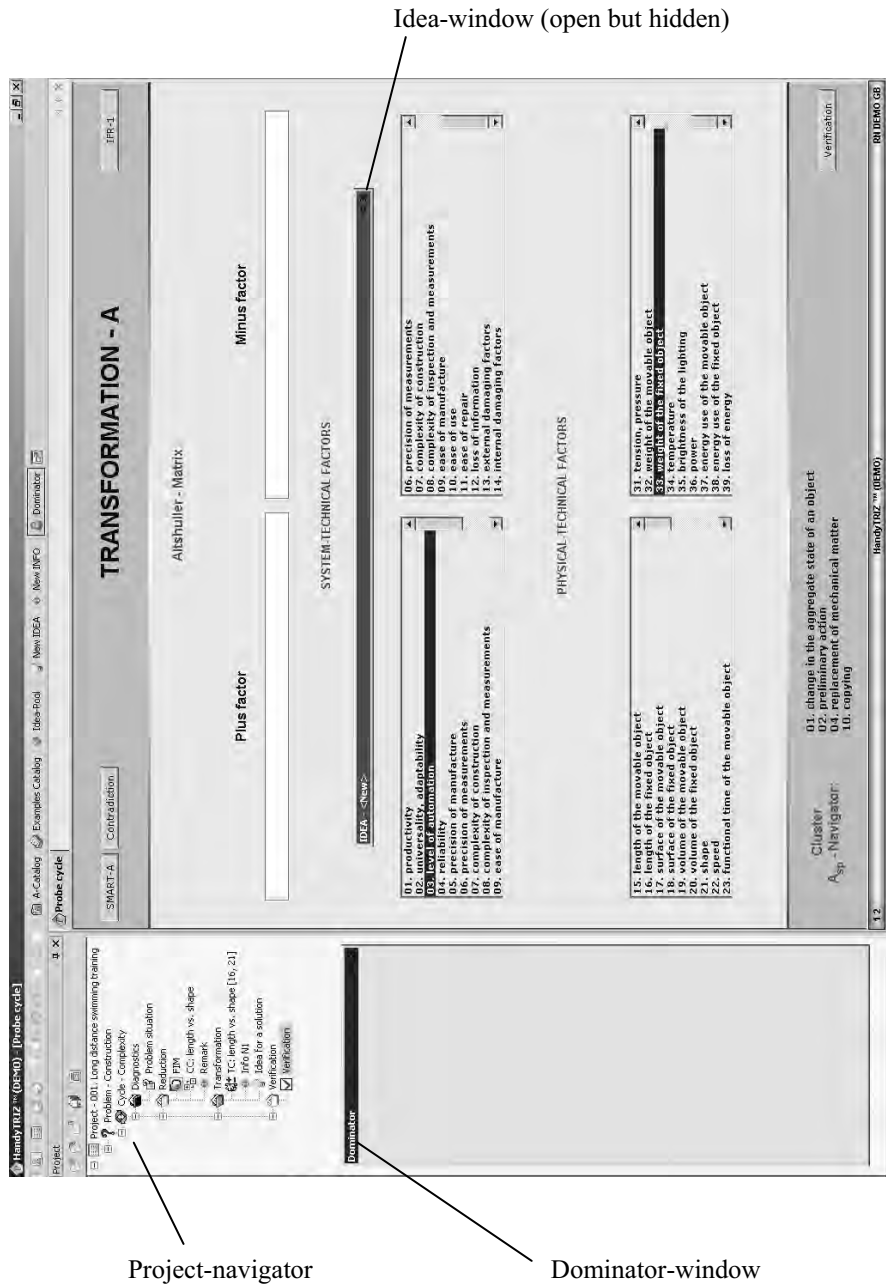 Idea-window (open but hidden)
HandyTRIZ ™ (DEMO) - [Probe cycle]
A-Catalog
Examples Catalog
Idea-Pool
New IDEA
New INFO
Dominator
Project
Project - 001. Long distance swimming training
Problem - Construction
Cycle - Complexity
Diagnostics
Problem situation
Reduction
FIM
CC: length vs. shape
Remark
Transformation
TC: length vs. shape [16, 21]
Info NI
Idea for a solution
Verification
Verification
Dominator
Probe cycle
SMART-A
Contradiction
TRANSFORMATION - A
IFR-1
Altshuller - Matrix
Plus factor
Minus factor
SYSTEM-TECHNICAL FACTORS
IDEA - <New>
01. productivity
02. universality, adaptability
03. level of automation
04. reliability
05. precision of manufacture
06. precision of measurements
07. complexity of construction
08. complexity of inspection and measurements
09. ease of manufacture
06. precision of measurements
07. complexity of construction
08. complexity of inspection and measurements
09. ease of manufacture
10. ease of use
11. ease of repair
12. loss of information
13. external damaging factors
14. internal damaging factors
PHYSICAL-TECHNICAL FACTORS
15. length of the movable object
16. length of the fixed object
17. surface of the movable object
18. surface of the fixed object
19. volume of the movable object
20. volume of the fixed object
21. shape
22. speed
23. functional time of the movable object
31. tension, pressure
32. weight of the movable object
33. weight of the fixed object
34. temperature
35. brightness of the lighting
36. power
37. energy use of the movable object
38. energy use of the fixed object
39. loss of energy
Cluster
Asp - Navigator:
01. change in the aggregate state of an object
02. preliminary action
04. replacement of mechanical matter
10. copying
Verification
1 2
HandyTRIZ ™ (DEMO)
RN DEMO GB
Project-navigator
Dominator-window